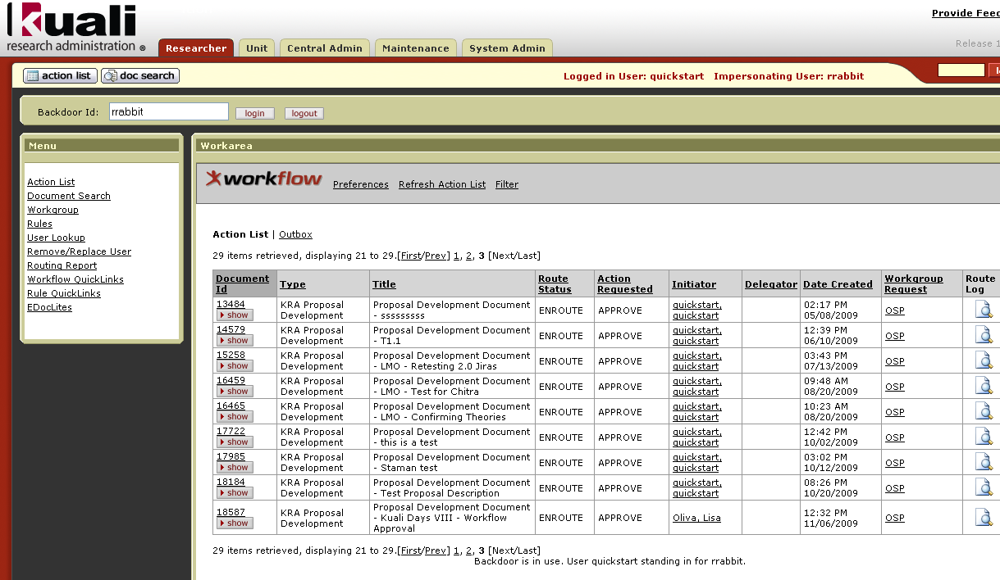 Kuali
research administration ®
Researcher Unit Central Admin Maintenance System Admin
Provide Feed
Release 1
action list doc search
Logged in User: quickstart Impersonating User: rrabbit
Backdoor Id: rrabbit login logout
Menu
Action List
Document Search
Workgroup
Rules
User Lookup
Remove/Replace User
Routing Report
Workflow QuickLinks
Rule QuickLinks
EDocLites
Workarea
workflow Preferences Refresh Action List Filter
Action List | Outbox
29 items retrieved, displaying 21 to 29.[First/Prev] 1, 2, 3 [Next/Last]
Document Id Type Title Route Status Action Requested Initiator Delegator Date Created Workgroup Request Route Log
13484 show KRA Proposal Development Proposal Development Document - sssssssss ENROUTE APPROVE quickstart, quickstart 02:17 PM 05/08/2009 OSP
14579 show KRA Proposal Development Proposal Development Document - T1.1 ENROUTE APPROVE quickstart, quickstart 12:39 PM 06/10/2009 OSP
15258 show KRA Proposal Development Proposal Development Document - LMO - Retesting 2.0 Jiras ENROUTE APPROVE quickstart, quickstart 03:43 PM 07/13/2009 OSP
16459 show KRA Proposal Development Proposal Development Document - LMO - Test for Chitra ENROUTE APPROVE quickstart, quickstart 09:48 AM 08/20/2009 OSP
16465 show KRA Proposal Development Proposal Development Document - LMO - Confirming Theories ENROUTE APPROVE quickstart, quickstart 10:23 AM 08/20/2009 OSP
17722 show KRA Proposal Development Proposal Development Document - this is a test ENROUTE APPROVE quickstart, quickstart 12:42 PM 10/02/2009 OSP
17985 show KRA Proposal Development Proposal Development Document - Staman test ENROUTE APPROVE quickstart, quickstart 03:02 PM 10/12/2009 OSP
18184 show KRA Proposal Development Proposal Development Document - Test Proposal Description ENROUTE APPROVE quickstart, quickstart 08:26 PM 10/20/2009 OSP
18587 show KRA Proposal Development Proposal Development Document - Kuali Days VIII - Workflow Approval ENROUTE APPROVE Oliva, Lisa 12:32 PM 11/06/2009 OSP
29 items retrieved, displaying 21 to 29.[First/Prev] 1, 2, 3 [Next/Last]
Backdoor is in use. User quickstart standing in for rrabbit.